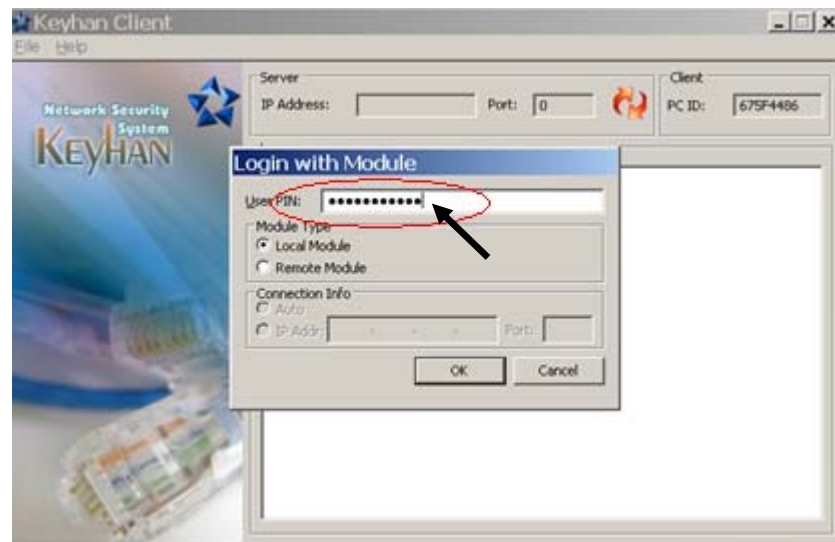 Keyhan Client
File Help
Network Security
System
KEYHAN
Server
IP Address:
Port: 0
Client
PC ID: 675F4486
Login with Module
User PIN: ●●●●●●●●●●●
Module Type
Local Module
Remote Module
Connection Info
Auto
IP Addr: . . . Port:
OK Cancel